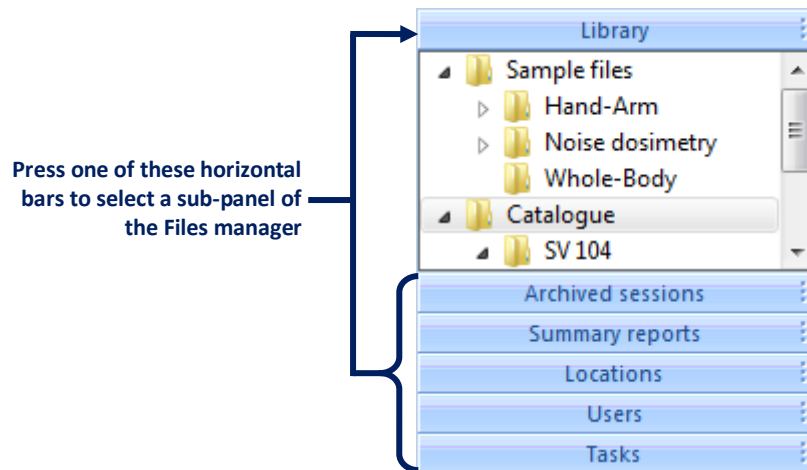 Library
Sample files
Hand-Arm
Noise dosimetry
Whole-Body
Catalogue
SV 104
Press one of these horizontal
bars to select a sub-panel of
the Files manager
Archived sessions
Summary reports
Locations
Users
Tasks